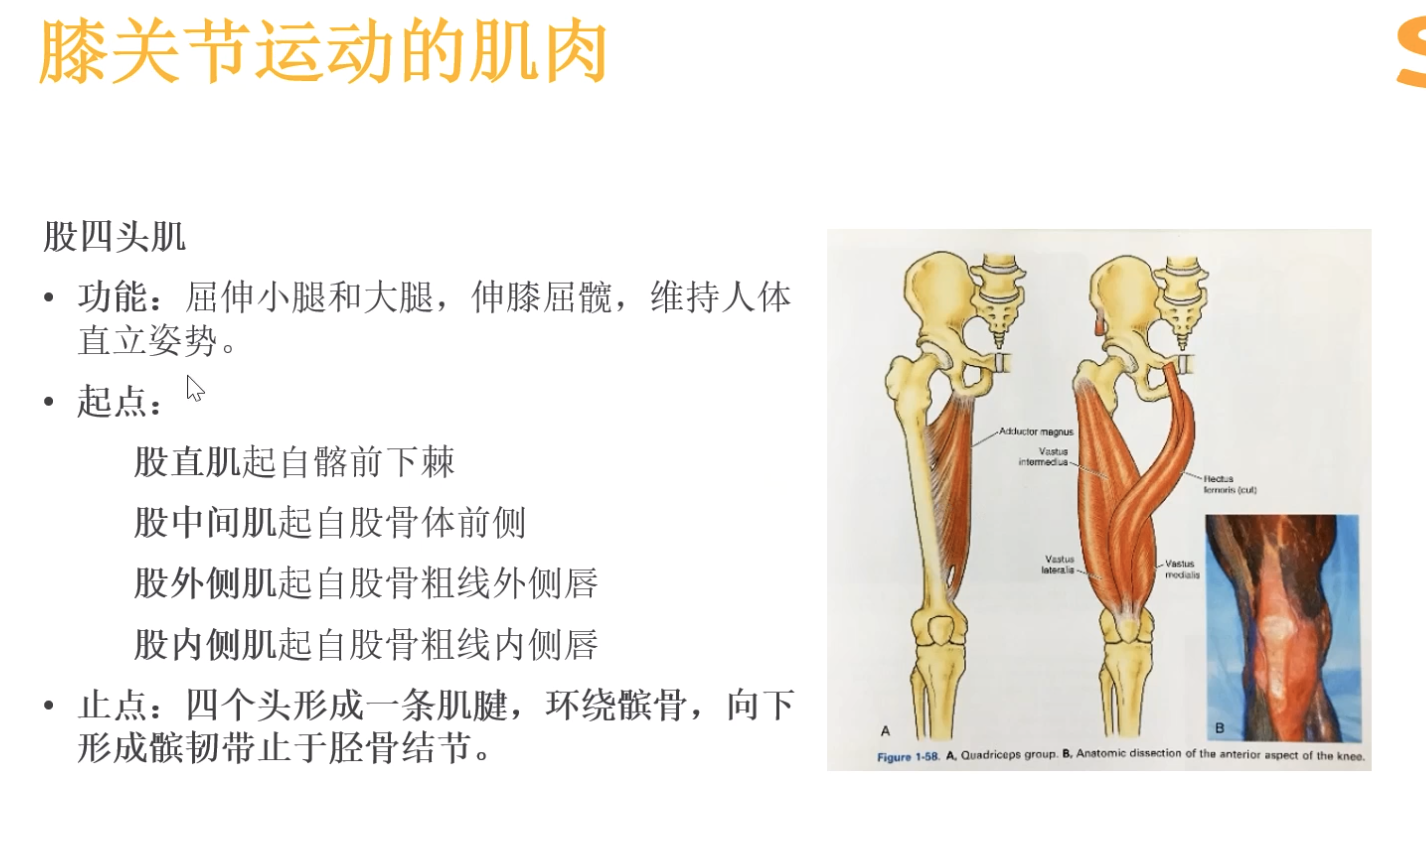 膝关节运动的肌肉
S
股四头肌
• 功能：屈伸小腿和大腿，伸膝屈髋，维持人体
直立姿势。
• 起点：
股直肌起自髂前下棘
股中间肌起自股骨体前侧
股外侧肌起自股骨粗线外侧唇
股内侧肌起自股骨粗线内侧唇
• 止点：四个头形成一条肌腱，环绕髌骨，向下
形成髌韧带止于胫骨结节。
Adductor magnus
Vastus
intermedius
Rectus
femoris (cut)
Vastus
lateralis
Vastus
medialis
A
B
Figure 1-58. A, Quadriceps group. B, Anatomic dissection of the anterior aspect of the knee.